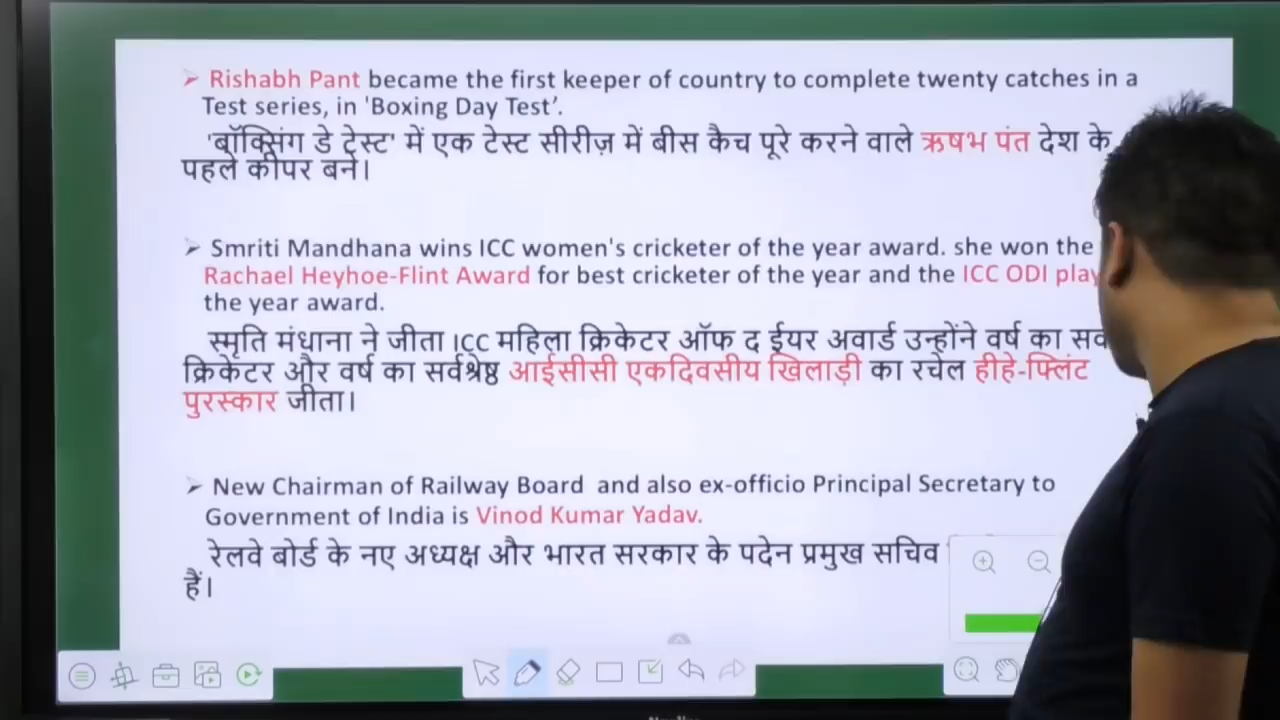 ➢ Rishabh Pant became the first keeper of country to complete twenty catches in a
Test series, in 'Boxing Day Test'.
'बॉक्सिंग डे टेस्ट' में एक टेस्ट सीरीज़ में बीस कैच पूरे करने वाले ऋषभ पंत देश के
पहले कीपर बने।
➢ Smriti Mandhana wins ICC women's cricketer of the year award. she won the
Rachael Heyhoe-Flint Award for best cricketer of the year and the ICC ODI
the year award.
स्मृति मंधाना ने जीता ICC महिला क्रिकेटर ऑफ द ईयर अवार्ड उन्होंने वर्ष का
क्रिकेटर और वर्ष का सर्वश्रेष्ठ आईसीसी एकदिवसीय खिलाड़ी का रचेल हीहे-फ्लिंट
पुरस्कार जीता।
➢ New Chairman of Railway Board and also ex-officio Principal Secretary to
Government of India is Vinod Kumar Yadav.
रेलवे बोर्ड के नए अध्यक्ष और भारत सरकार के पदेन प्रमुख सचिव
हैं।